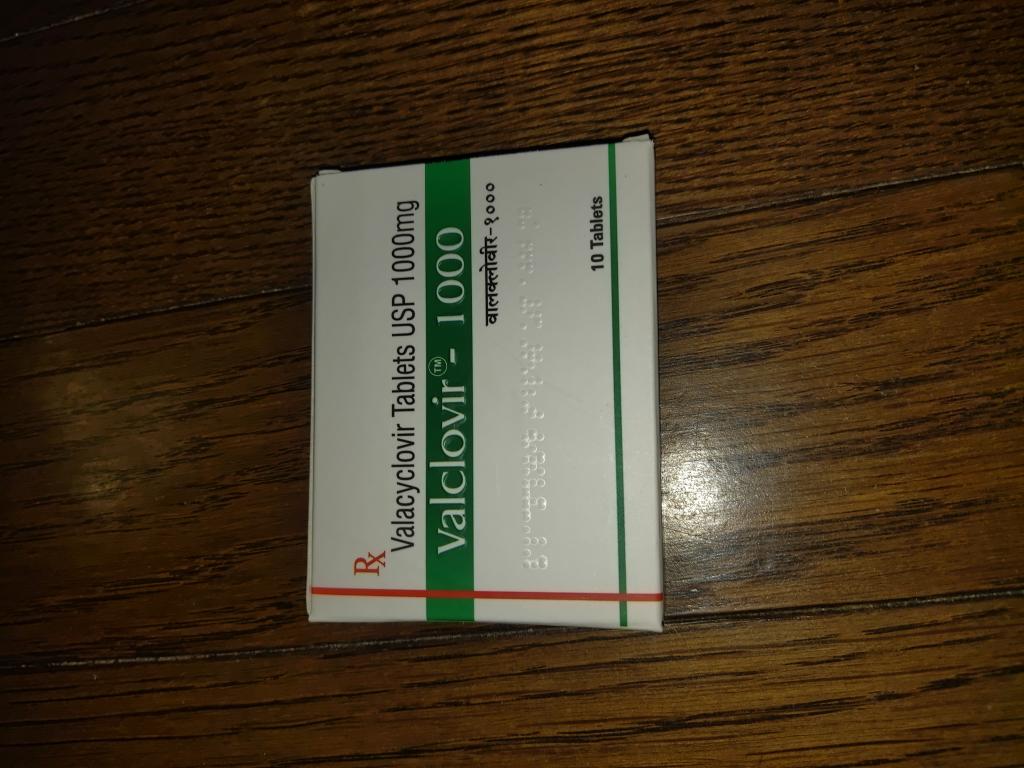 Rx
Valacyclovir Tablets USP 1000mg
Valclovir™ - 1000
बालक्लोबीर-१०००
10 Tablets